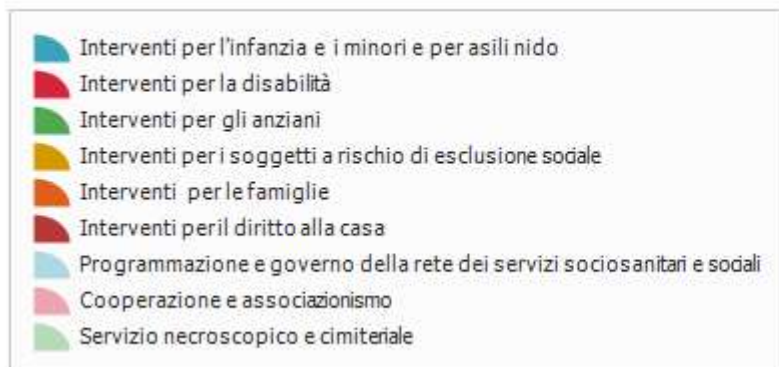 Interventi per l'infanzia e i minori e per asili nido
Interventi per la disabilità
Interventi per gli anziani
Interventi per i soggetti a rischio di esclusione sociale
Interventi per le famiglie
Interventi per il diritto alla casa
Programmazione e governo della rete dei servizi sociosanitari e sociali
Cooperazione e associazionismo
Servizio necroscopico e cimiteriale